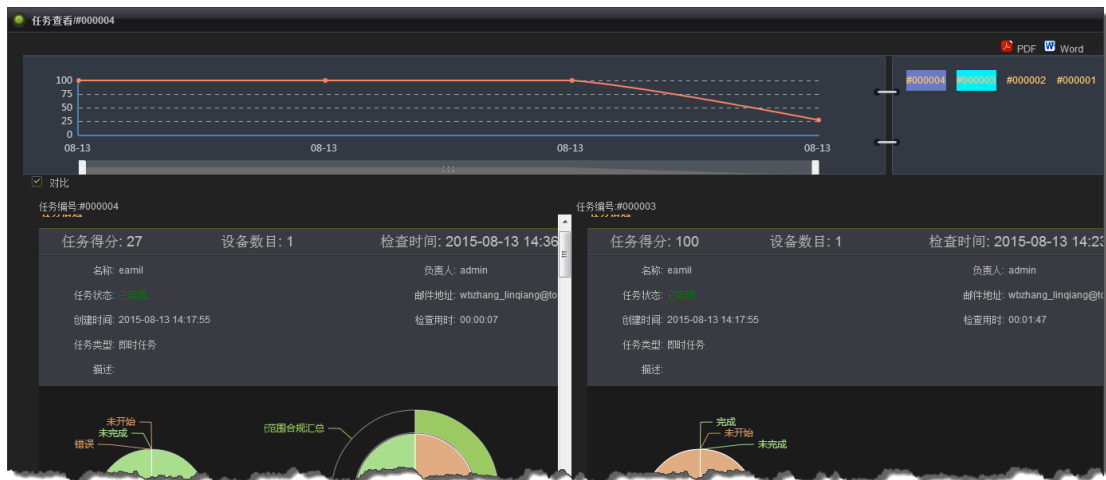 任务查看/#000004
PDF Word
100
75
50
25
0
08-13 08-13 08-13 08-13
#000004 #000003 #000002 #000001
对比
任务编号:#000004
任务得分: 27 设备数目: 1 检查时间: 2015-08-13 14:36
名称: eamil 负责人: admin
任务状态: 已完成 邮件地址: wbzhang_linqiang@to
创建时间: 2015-08-13 14:17:55 检查用时: 00:00:07
任务类型: 即时任务
描述:
未开始
未完成
错误
范围合规汇总
任务编号:#000003
任务得分: 100 设备数目: 1 检查时间: 2015-08-13 14:23
名称: eamil 负责人: admin
任务状态: 已完成 邮件地址: wbzhang_linqiang@to
创建时间: 2015-08-13 14:17:55 检查用时: 00:01:47
任务类型: 即时任务
描述:
完成
未开始
未完成